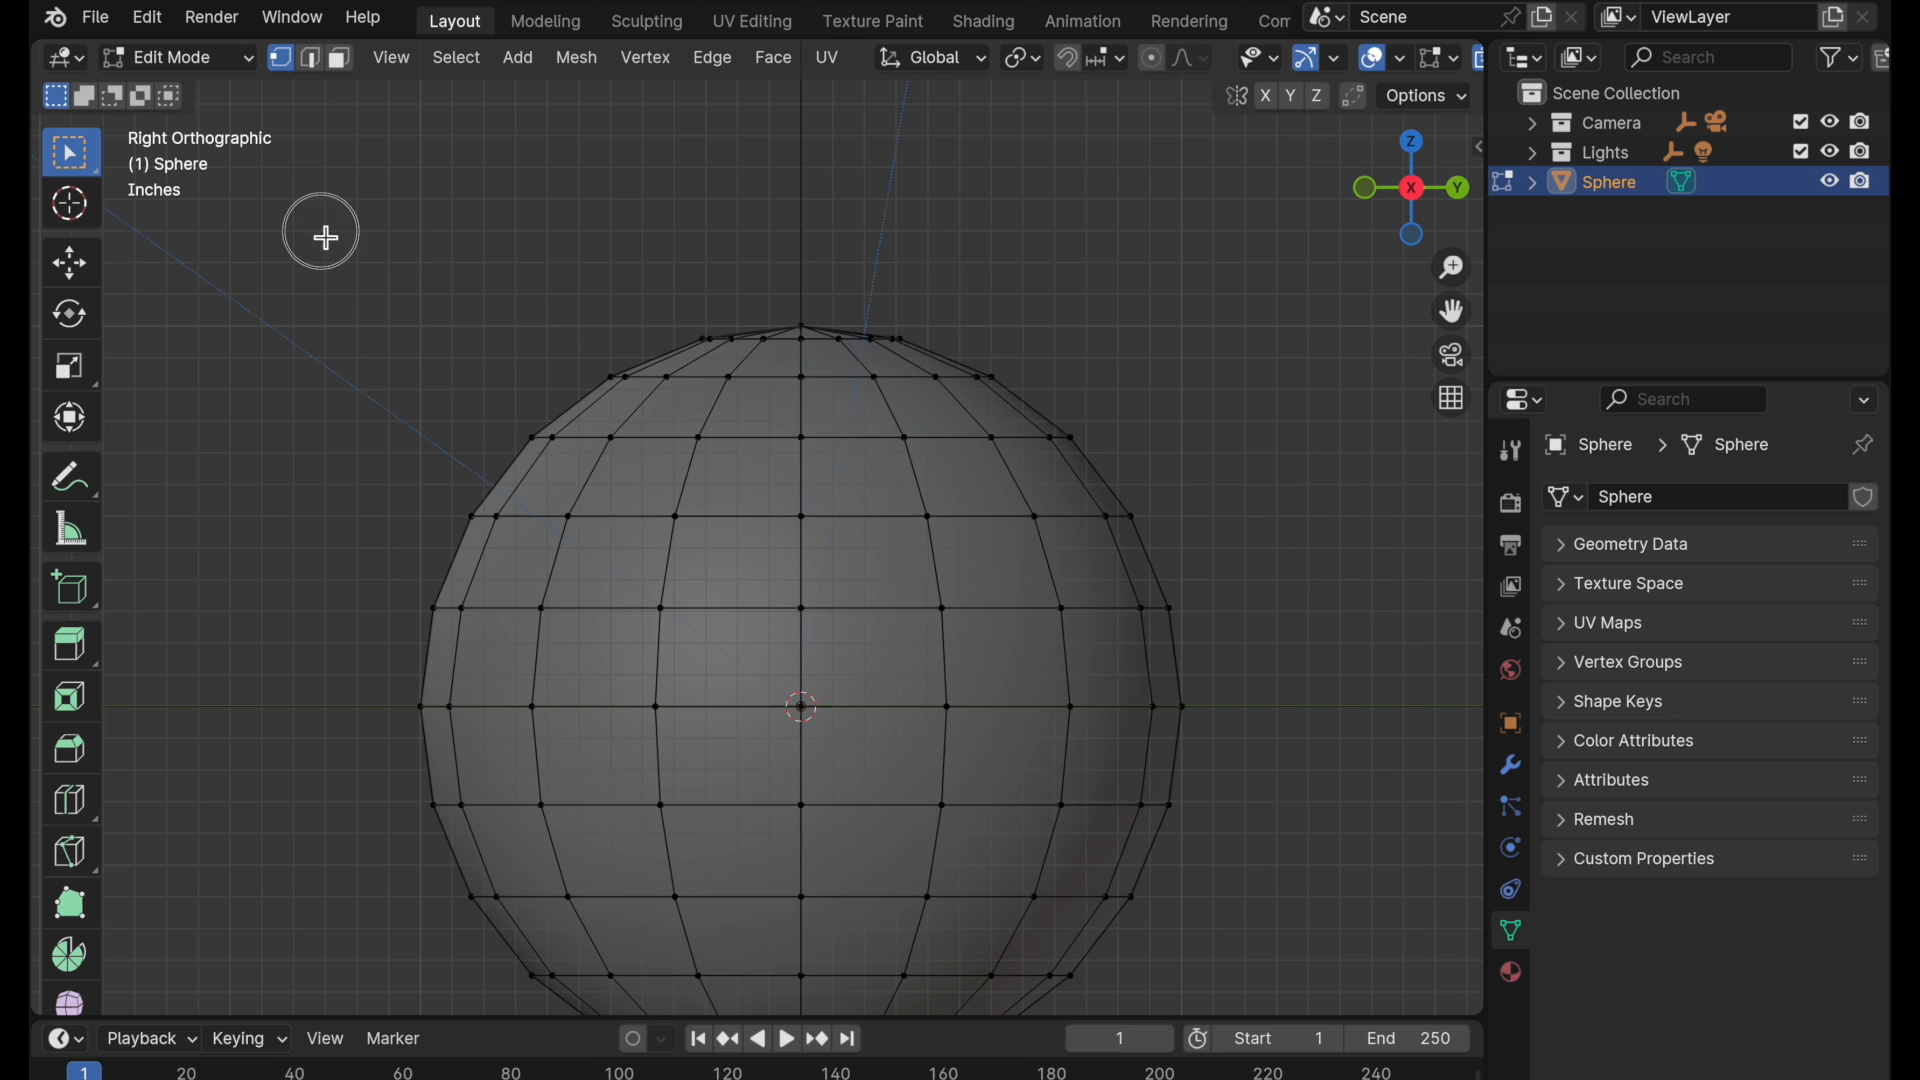 File Edit Render Window Help Layout Modeling Sculpting UV Editing Texture Paint Shading Animation Rendering Scene ViewLayer
Edit Mode View Select Add Mesh Vertex Edge Face UV Global Search
X Y Z Options
Scene Collection
Camera
Lights
Sphere
Right Orthographic
(1) Sphere
Inches
Z
X
Y
Search
Sphere Sphere
Sphere
Geometry Data
Texture Space
UV Maps
Vertex Groups
Shape Keys
Color Attributes
Attributes
Remesh
Custom Properties
Playback Keying View Marker 1 Start 1 End 250
1 20 40 60 80 100 120 140 160 180 200 220 240